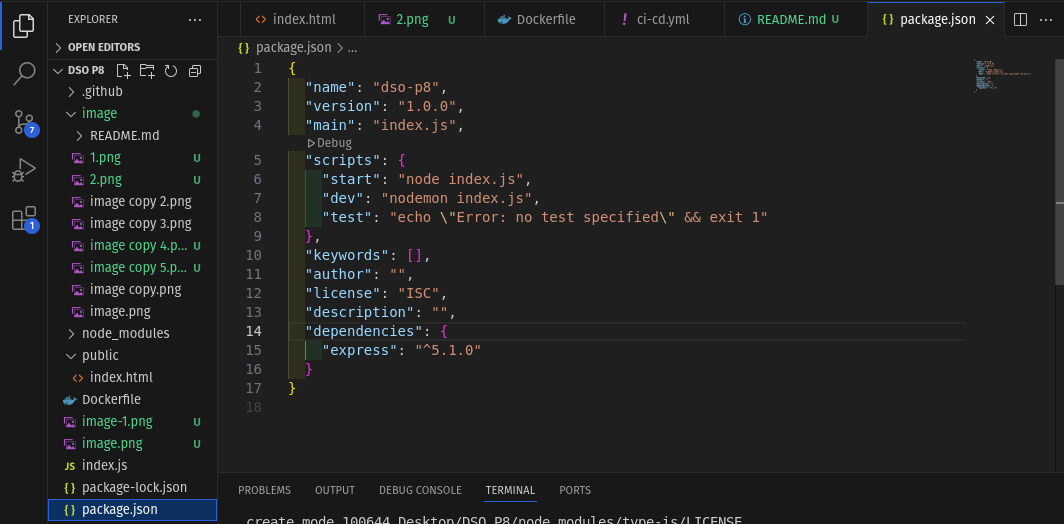 EXPLORER ...
OPEN EDITORS
DSO P8
.github
image
README.md
1.png U
2.png U
image copy 2.png
image copy 3.png
image copy 4.p... U
image copy 5.p... U
image copy.png
image.png
node_modules
public
<> index.html
Dockerfile
image-1.png U
image.png U
JS index.js
{} package-lock.json
{} package.json
7
1
<> index.html
2.png U
Dockerfile
! ci-cd.yml
README.md U
{} package.json ×
{} package.json > ...
1 {
2 "name": "dso-p8",
3 "version": "1.0.0",
4 "main": "index.js",
Debug
5 "scripts": {
6 "start": "node index.js",
7 "dev": "nodemon index.js",
8 "test": "echo \"Error: no test specified\" && exit 1"
9 },
10 "keywords": [],
11 "author": "",
12 "license": "ISC",
13 "description": "",
14 "dependencies": {
15 "express": "^5.1.0"
16 }
17 }
18
PROBLEMS OUTPUT DEBUG CONSOLE TERMINAL PORTS
create mode 100644 Desktop/DSO P8/node_modules/type-is/LICENSE